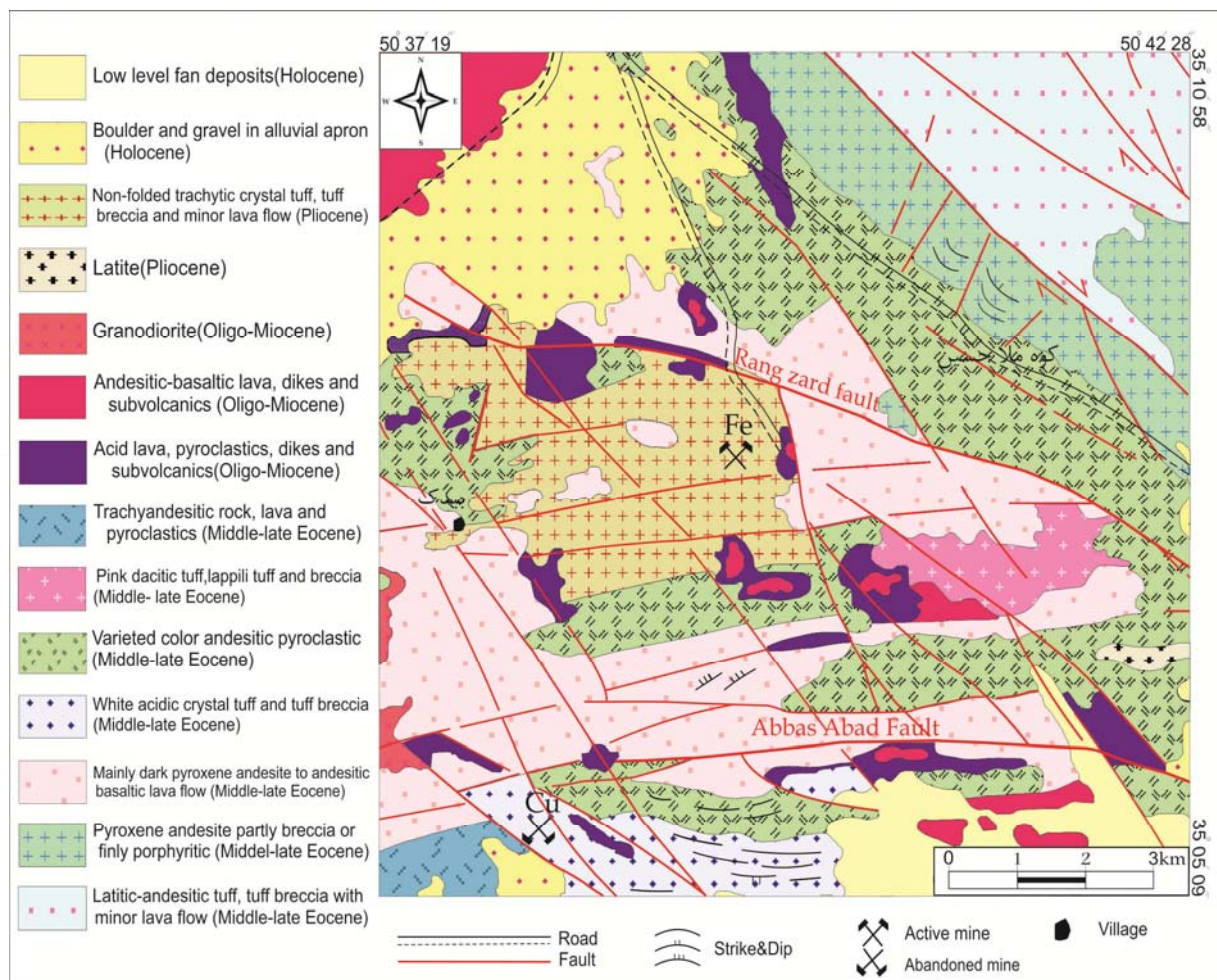 50 37 19
50 42 28
35 10 58
N
W E
S
Low level fan deposits(Holocene)
Boulder and gravel in alluvial apron
(Holocene)
Non-folded trachytic crystal tuff, tuff
breccia and minor lava flow (Pliocene)
Latite(Pliocene)
Granodiorite(Oligo-Miocene)
Andesitic-basaltic lava, dikes and
subvolcanics (Oligo-Miocene)
Acid lava, pyroclastics, dikes and
subvolcanics(Oligo-Miocene)
Trachyandesitic rock, lava and
pyroclastics (Middle-late Eocene)
Pink dacitic tuff,lappili tuff and breccia
(Middle- late Eocene)
Varieted color andesitic pyroclastic
(Middle-late Eocene)
White acidic crystal tuff and tuff breccia
(Middle-late Eocene)
Mainly dark pyroxene andesite to andesitic
basaltic lava flow (Middle-late Eocene)
Pyroxene andesite partly breccia or
finly porphyritic (Middel-late Eocene)
Latitic-andesitic tuff, tuff breccia with
minor lava flow (Middle-late Eocene)
Rang zard fault
Fe
Abbas Abad Fault
Cu
35 05 09
0 1 2 3km
Road
Fault
Strike&Dip
Active mine
Abandoned mine
Village